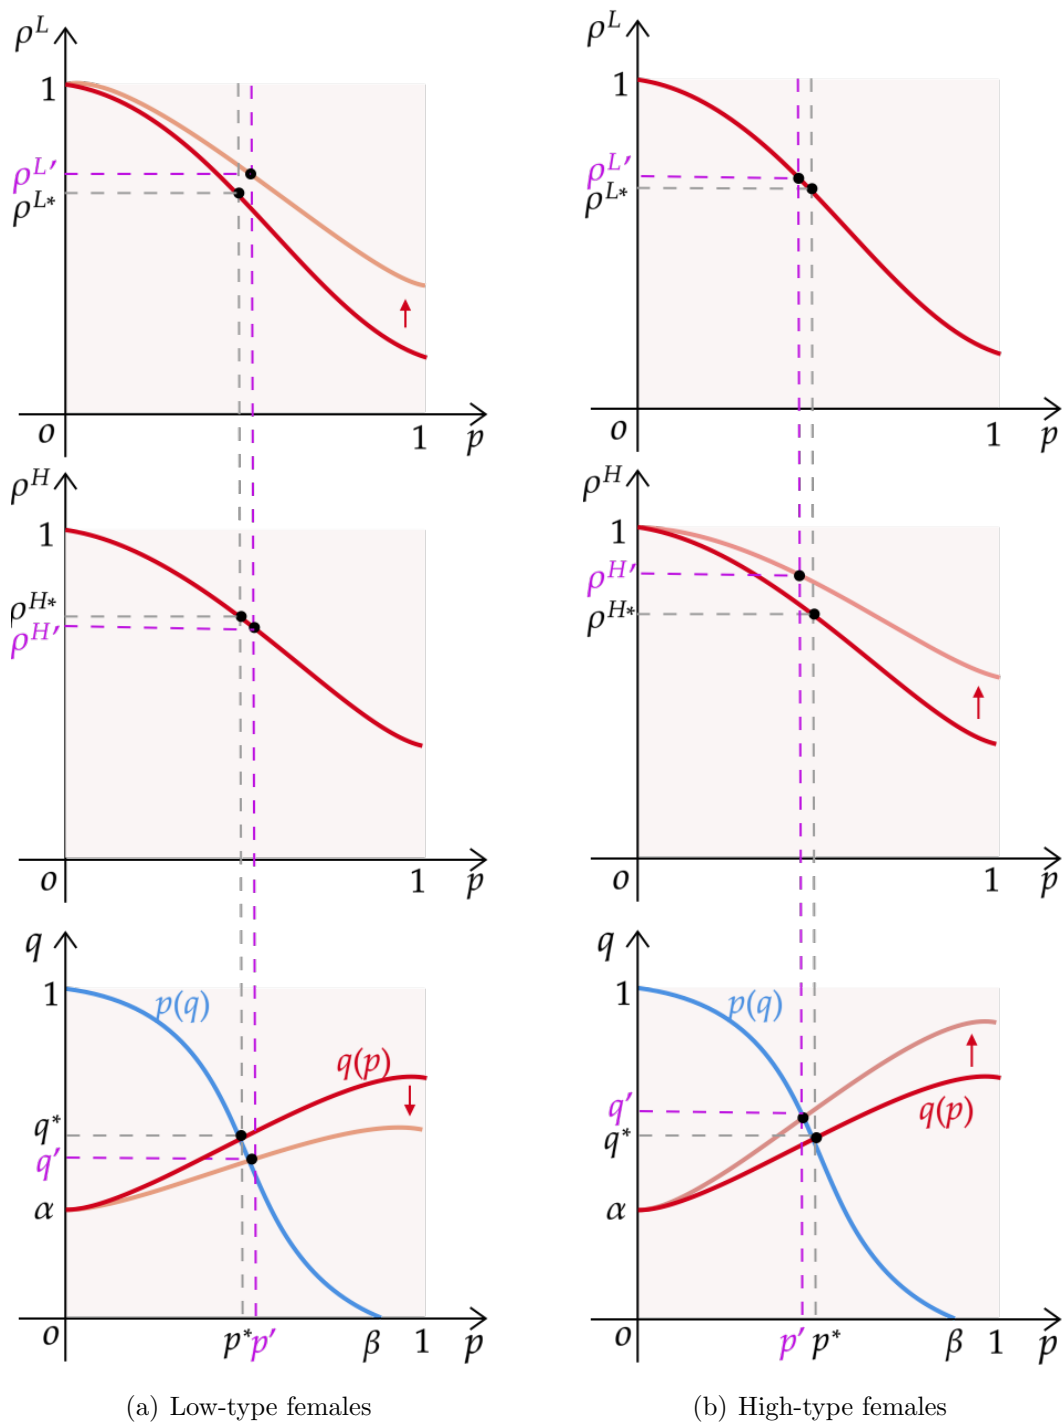 ρ^L
1
ρ^L′
ρ^L*
o
1
p
ρ^H
1
ρ^H*
ρ^H′
o
1
p
q
1
p(q)
q(p)
q*
q′
α
o
p*
p′
β
1
p
(a) Low-type females
ρ^L
1
ρ^L′
ρ^L*
o
1
p
ρ^H
1
ρ^H′
ρ^H*
o
1
p
q
1
p(q)
q(p)
q′
q*
α
o
p′
p*
β
1
p
(b) High-type females